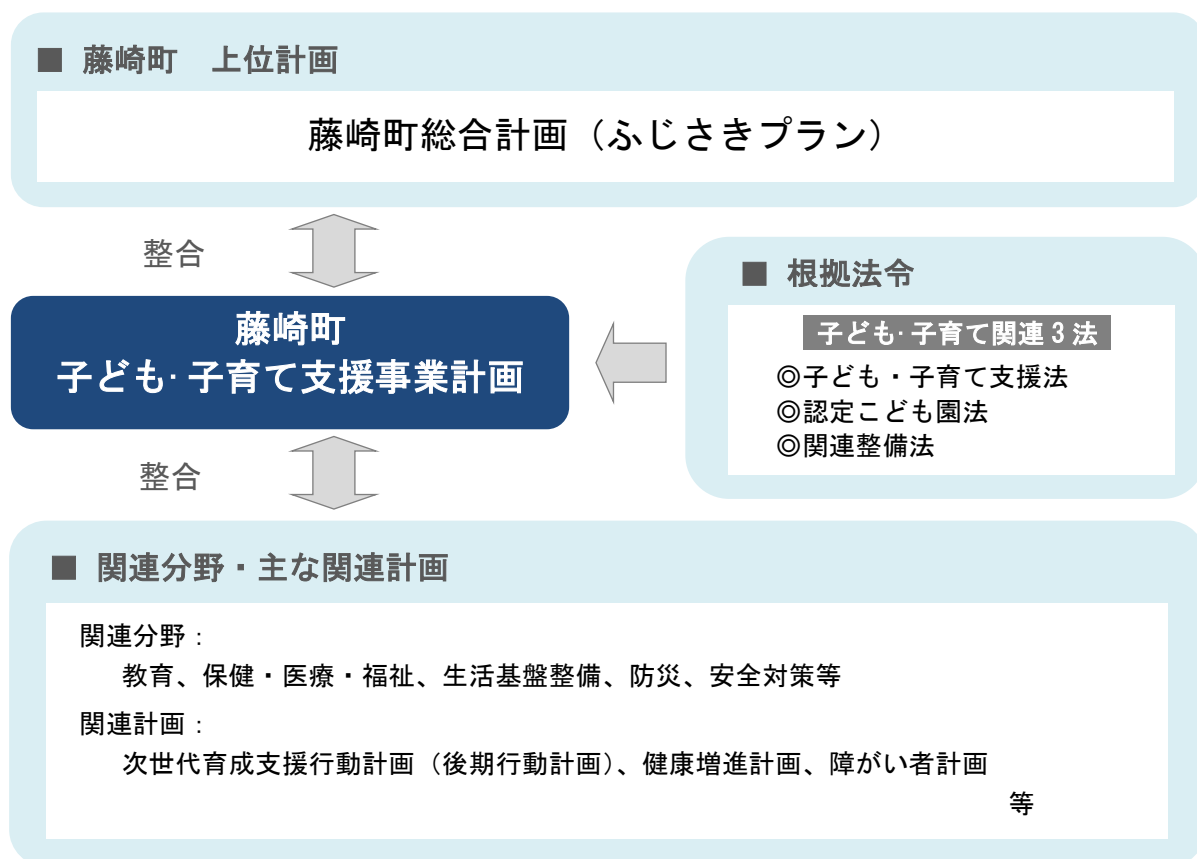 ■ 藤崎町　上位計画
藤崎町総合計画（ふじさきプラン）
整合
■ 根拠法令
子ども・子育て関連3法
◎子ども・子育て支援法
◎認定こども園法
◎関連整備法
藤崎町
子ども・子育て支援事業計画
整合
■ 関連分野・主な関連計画
関連分野：
教育、保健・医療・福祉、生活基盤整備、防災、安全対策等
関連計画：
次世代育成支援行動計画（後期行動計画）、健康増進計画、障がい者計画
等